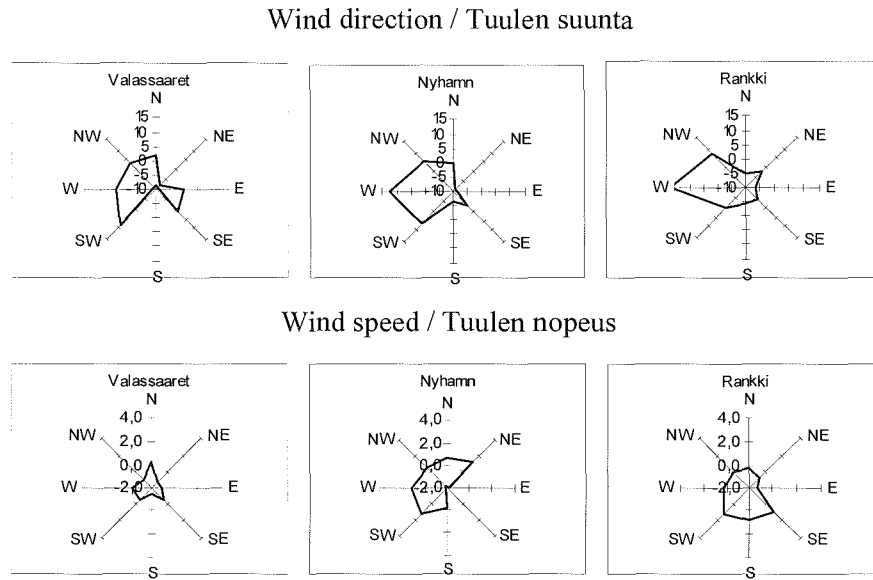 Wind direction / Tuulen suunta
Valassaaret
N
15
10
5
0
-5
-10
NW
NE
W
E
SW
SE
S
Nyhamn
N
15
10
5
0
-5
-10
NW
NE
W
E
SW
SE
S
Rankki
N
15
10
5
0
-5
-10
NW
NE
W
E
SW
SE
S
Wind speed / Tuulen nopeus
Valassaaret
N
4,0
2,0
0,0
-2,0
NW
NE
W
E
SW
SE
S
Nyhamn
N
4,0
2,0
0,0
-2,0
NW
NE
W
E
SW
SE
S
Rankki
N
4,0
2,0
0,0
-2,0
NW
NE
W
E
SW
SE
S